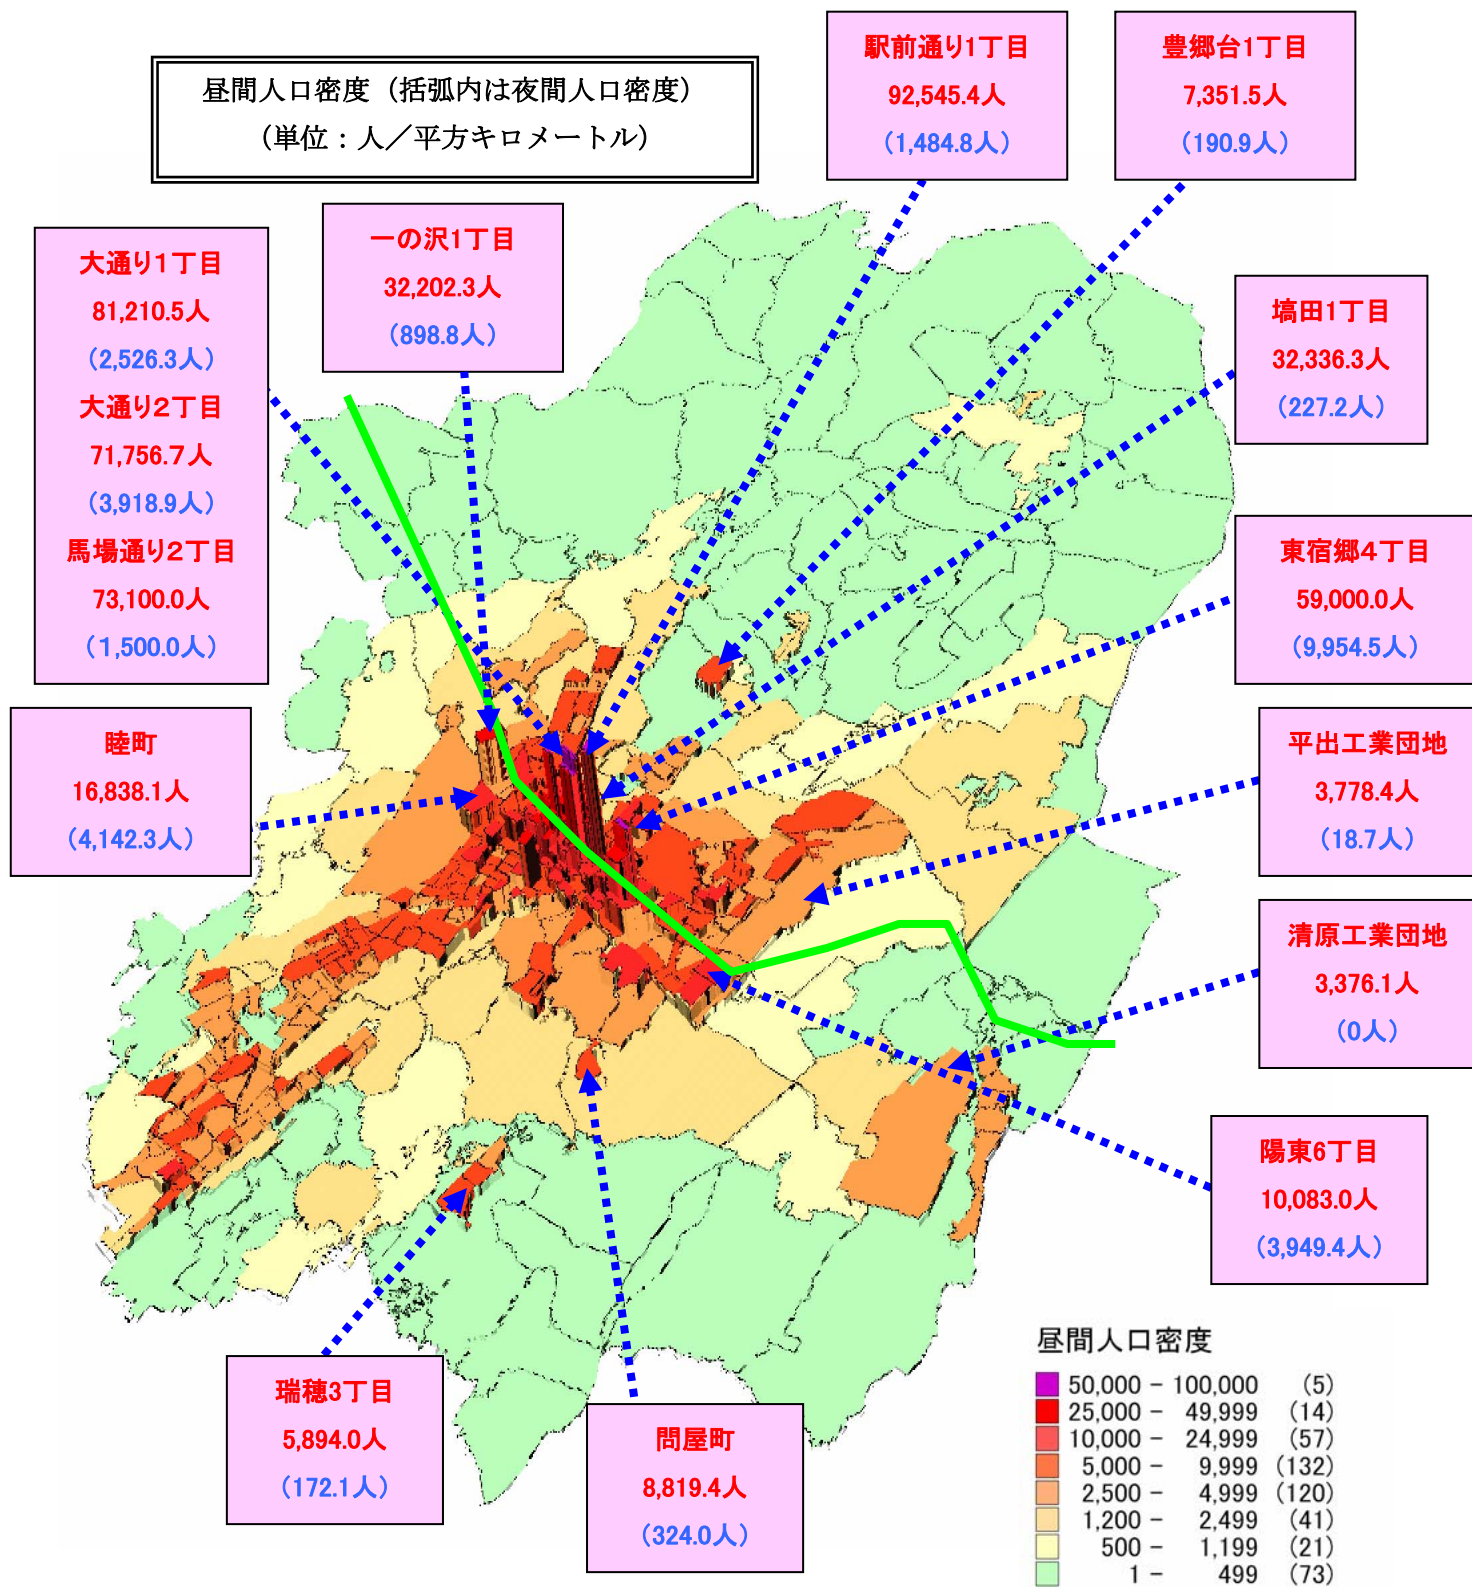 昼間人口密度（括弧内は夜間人口密度）
（単位：人／平方キロメートル）
駅前通り1丁目
92,545.4人
（1,484.8人）
豊郷台1丁目
7,351.5人
（190.9人）
一の沢1丁目
32,202.3人
（898.8人）
大通り1丁目
81,210.5人
（2,526.3人）
大通り2丁目
71,756.7人
（3,918.9人）
馬場通り2丁目
73,100.0人
（1,500.0人）
塙田1丁目
32,336.3人
（227.2人）
東宿郷4丁目
59,000.0人
（9,954.5人）
睦町
16,838.1人
（4,142.3人）
平出工業団地
3,778.4人
（18.7人）
清原工業団地
3,376.1人
（0人）
陽東6丁目
10,083.0人
（3,949.4人）
瑞穂3丁目
5,894.0人
（172.1人）
問屋町
8,819.4人
（324.0人）
昼間人口密度
50,000 － 100,000 （5）
25,000 － 49,999 （14）
10,000 － 24,999 （57）
5,000 － 9,999 （132）
2,500 － 4,999 （120）
1,200 － 2,499 （41）
500 － 1,199 （21）
1 － 499 （73）